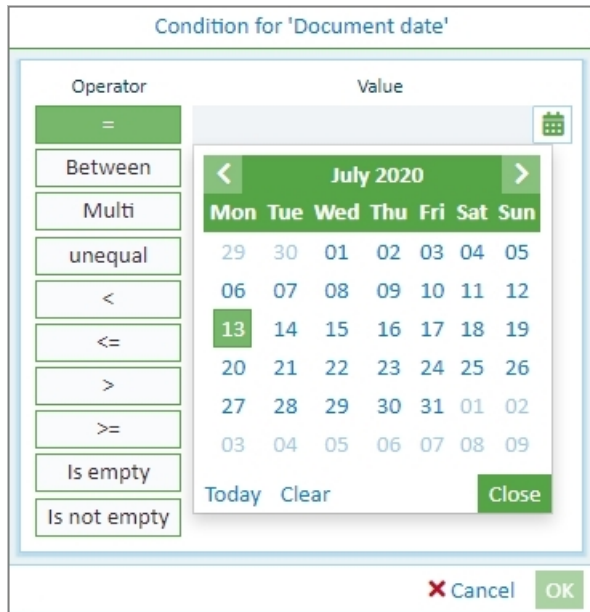 Condition for 'Document date'
Operator Value
=
Between
Multi
unequal
<
<=
>
>=
Is empty
Is not empty
July 2020
Mon Tue Wed Thu Fri Sat Sun
29 30 01 02 03 04 05
06 07 08 09 10 11 12
13 14 15 16 17 18 19
20 21 22 23 24 25 26
27 28 29 30 31 01 02
03 04 05 06 07 08 09
Today Clear Close
Cancel OK